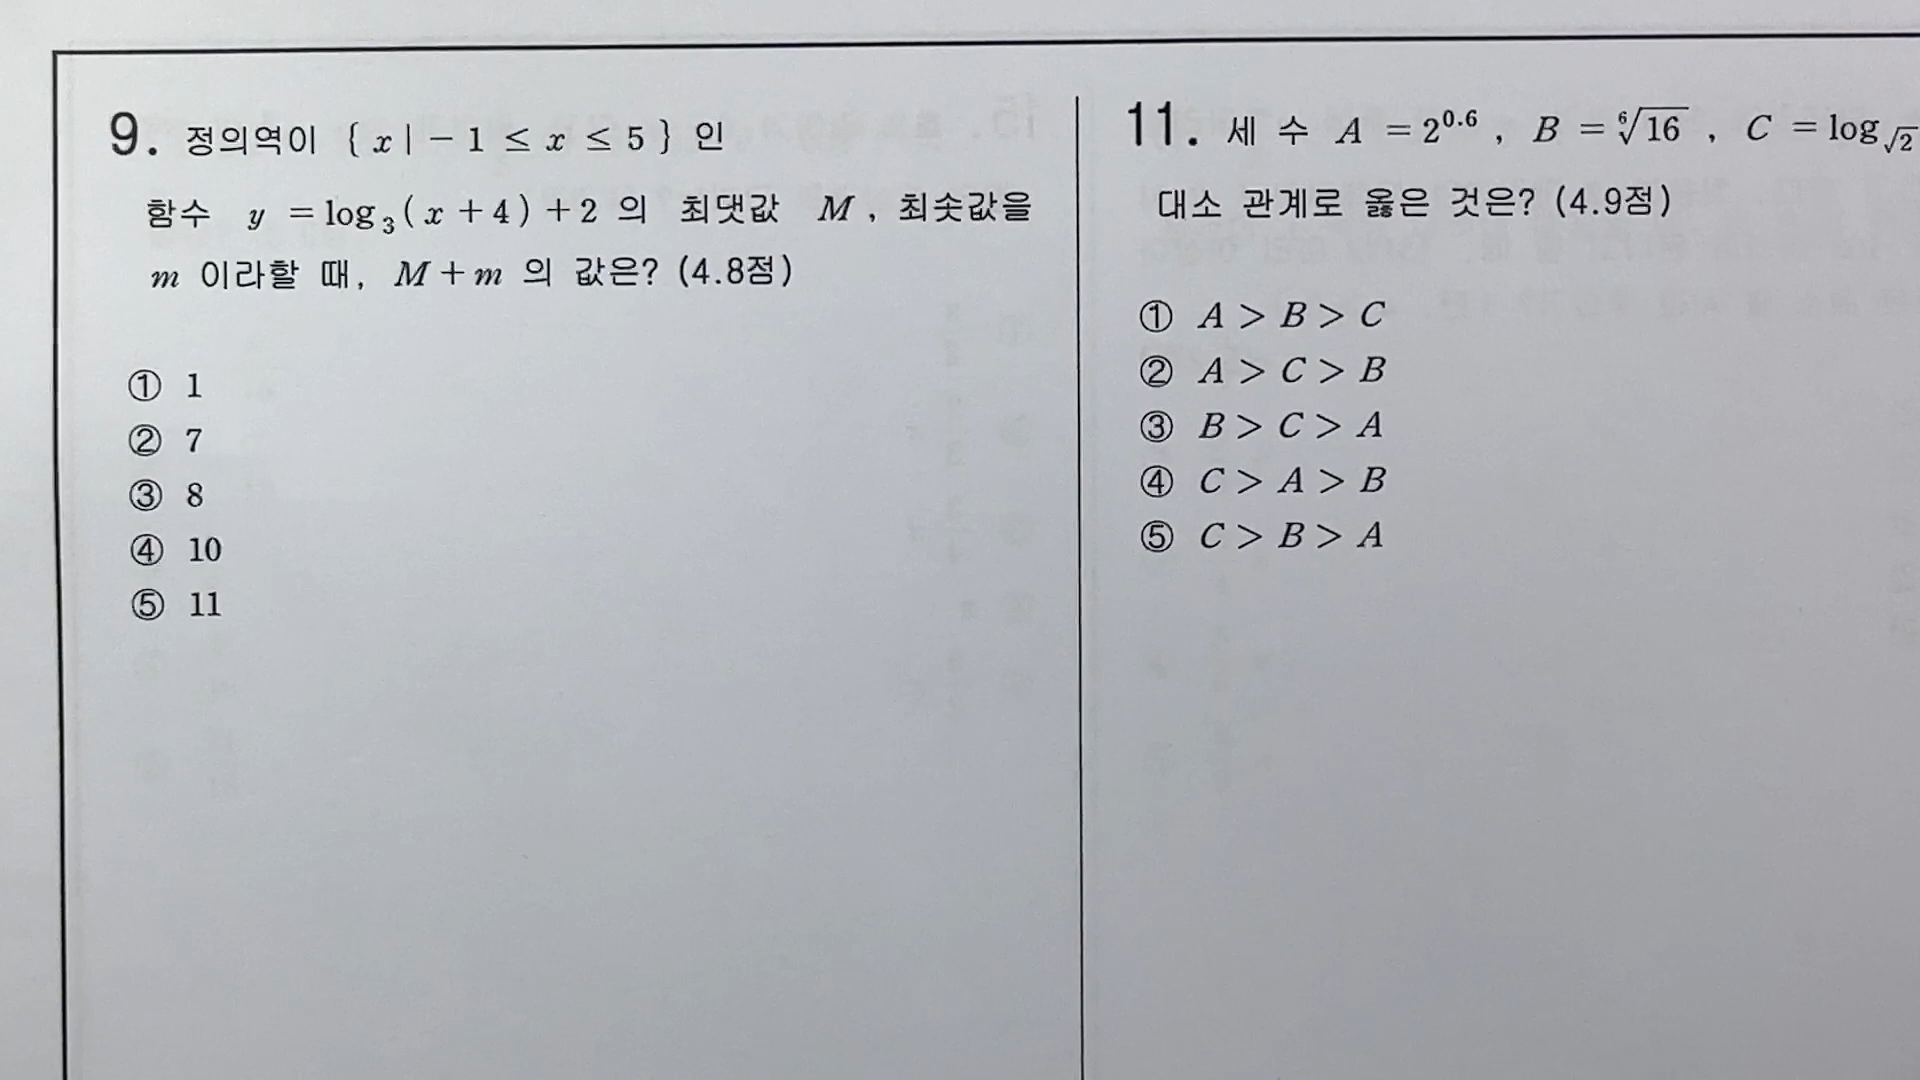 9. 정의역이 { x | − 1 ≤ x ≤ 5 } 인
함수 y = log₃( x + 4 ) + 2 의 최댓값 M , 최솟값을
m 이라할 때, M + m 의 값은? (4.8점)
① 1
② 7
③ 8
④ 10
⑤ 11
11. 세 수 A = 2^0.6 , B = ⁶√16 , C = log_√2
대소 관계로 옳은 것은? (4.9점)
① A > B > C
② A > C > B
③ B > C > A
④ C > A > B
⑤ C > B > A